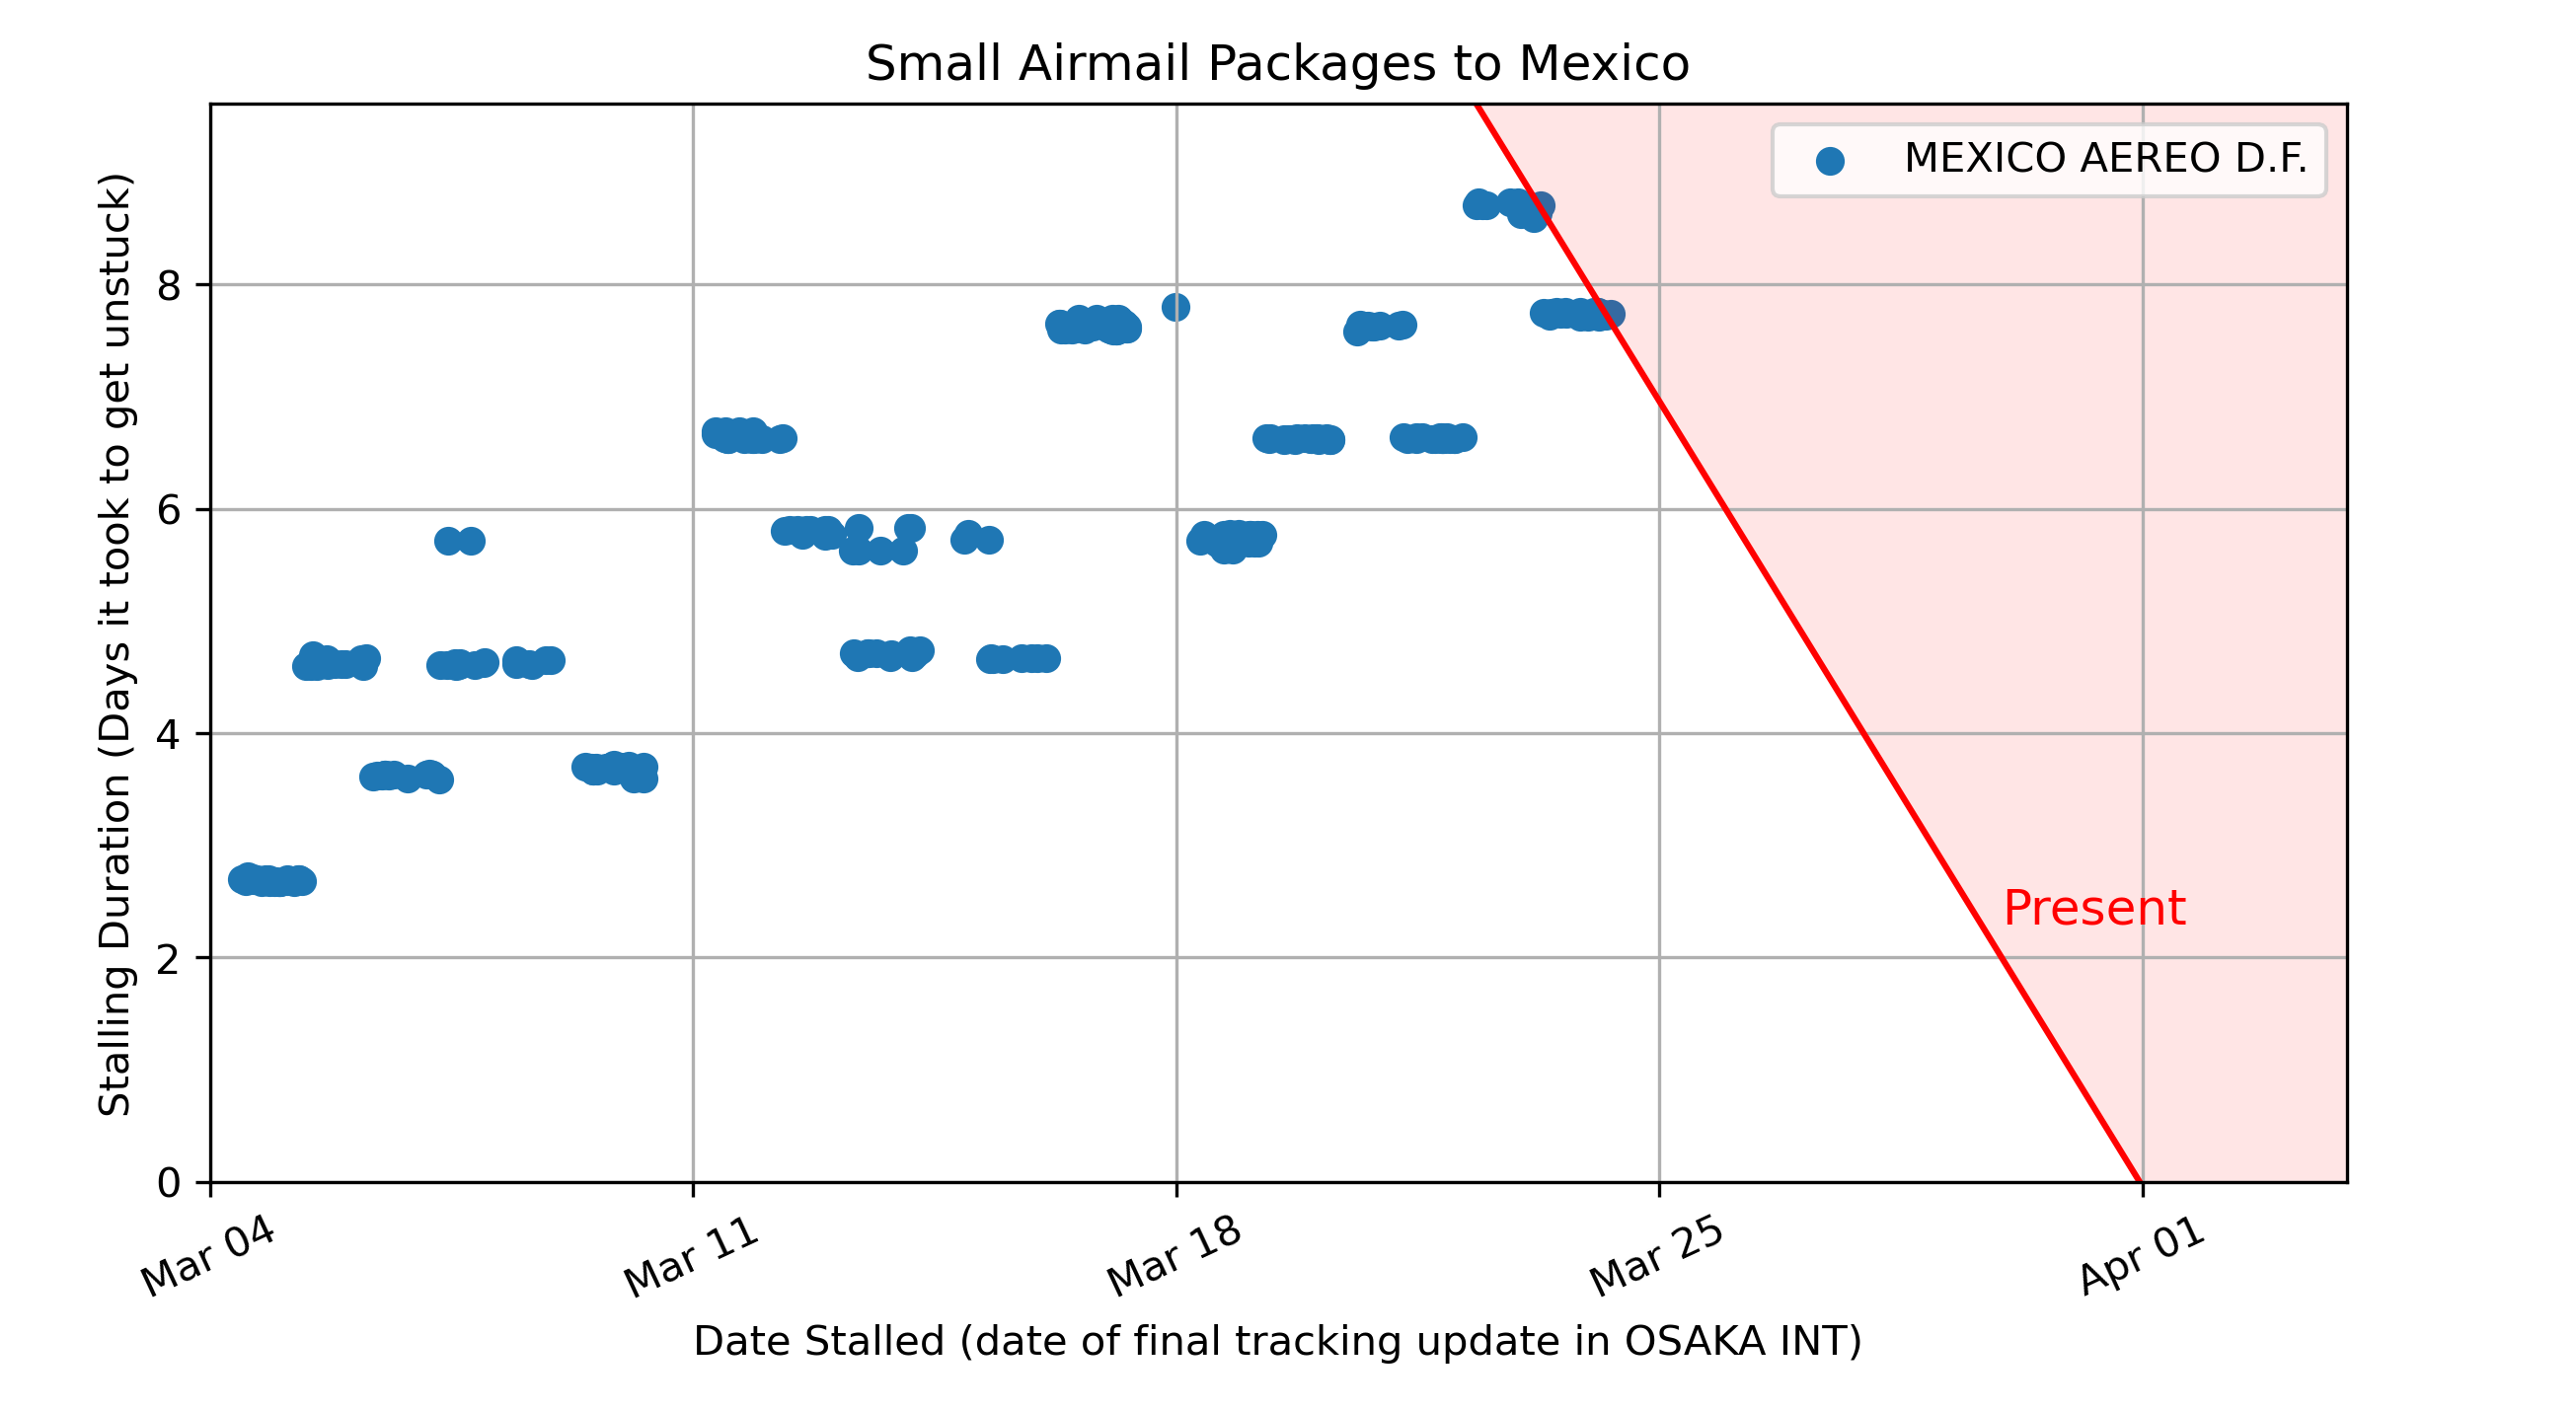 Small Airmail Packages to Mexico
MEXICO AEREO D.F.
Stalling Duration (Days it took to get unstuck)
8
6
4
2
0
Present
Mar 04
Mar 11
Mar 18
Mar 25
Apr 01
Date Stalled (date of final tracking update in OSAKA INT)